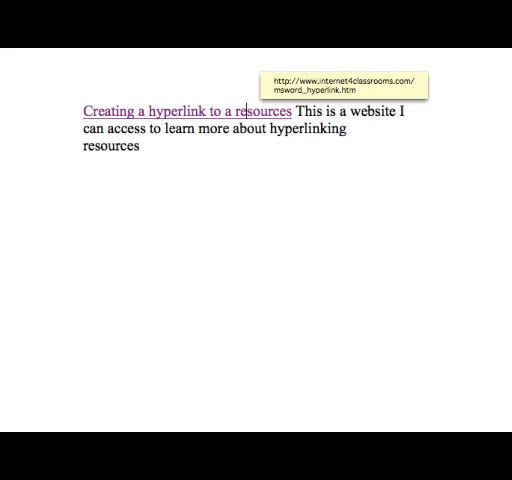 http://www.internet4classrooms.com/
msword_hyperlink.htm
Creating a hyperlink to a resources This is a website I
can access to learn more about hyperlinking
resources